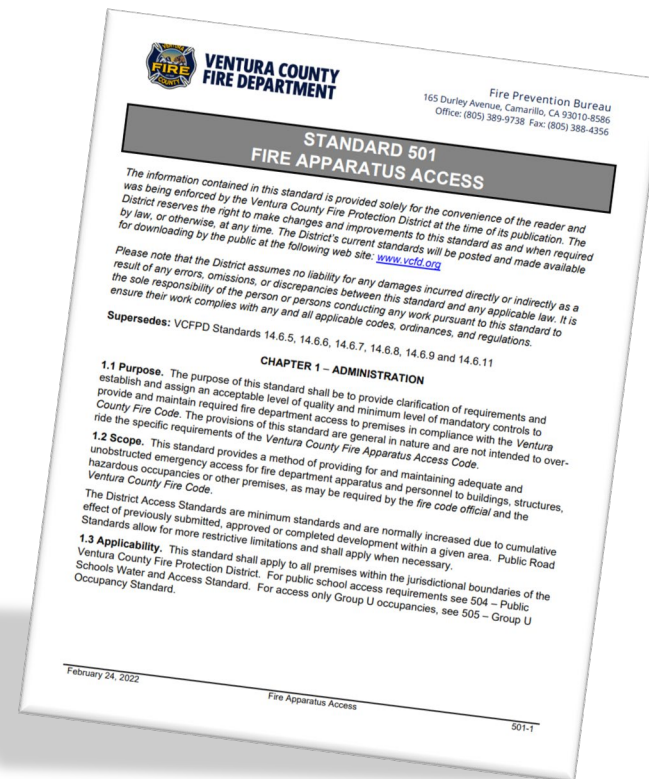 FIRE
COUNTY
VENTURA COUNTY
FIRE DEPARTMENT
Fire Prevention Bureau
165 Durley Avenue, Camarillo, CA 93010-8586
Office: (805) 389-9738 Fax: (805) 388-4356
STANDARD 501
FIRE APPARATUS ACCESS
The information contained in this standard is provided solely for the convenience of the reader and
was being enforced by the Ventura County Fire Protection District at the time of its publication. The
District reserves the right to make changes and improvements to this standard as and when required
by law, or otherwise, at any time. The District's current standards will be posted and made available
for downloading by the public at the following web site: www.vcfd.org
Please note that the District assumes no liability for any damages incurred directly or indirectly as a
result of any errors, omissions, or discrepancies between this standard and any applicable law. It is
the sole responsibility of the person or persons conducting any work pursuant to this standard to
ensure their work complies with any and all applicable codes, ordinances, and regulations.
Supersedes: VCFPD Standards 14.6.5, 14.6.6, 14.6.7, 14.6.8, 14.6.9 and 14.6.11
CHAPTER 1 – ADMINISTRATION
1.1 Purpose. The purpose of this standard shall be to provide clarification of requirements and
establish and assign an acceptable level of quality and minimum level of mandatory controls to
provide and maintain required fire department access to premises in compliance with the Ventura
County Fire Code. The provisions of this standard are general in nature and are not intended to over-
ride the specific requirements of the Ventura County Fire Apparatus Access Code.
1.2 Scope. This standard provides a method of providing for and maintaining adequate and
unobstructed emergency access for fire department apparatus and personnel to buildings, structures,
hazardous occupancies or other premises, as may be required by the fire code official and the
Ventura County Fire Code.
The District Access Standards are minimum standards and are normally increased due to cumulative
effect of previously submitted, approved or completed development within a given area. Public Road
Standards allow for more restrictive limitations and shall apply when necessary.
1.3 Applicability. This standard shall apply to all premises within the jurisdictional boundaries of the
Ventura County Fire Protection District. For public school access requirements see 504 – Public
Schools Water and Access Standard. For access only Group U occupancies, see 505 – Group U
Occupancy Standard.
February 24, 2022
Fire Apparatus Access
501-1